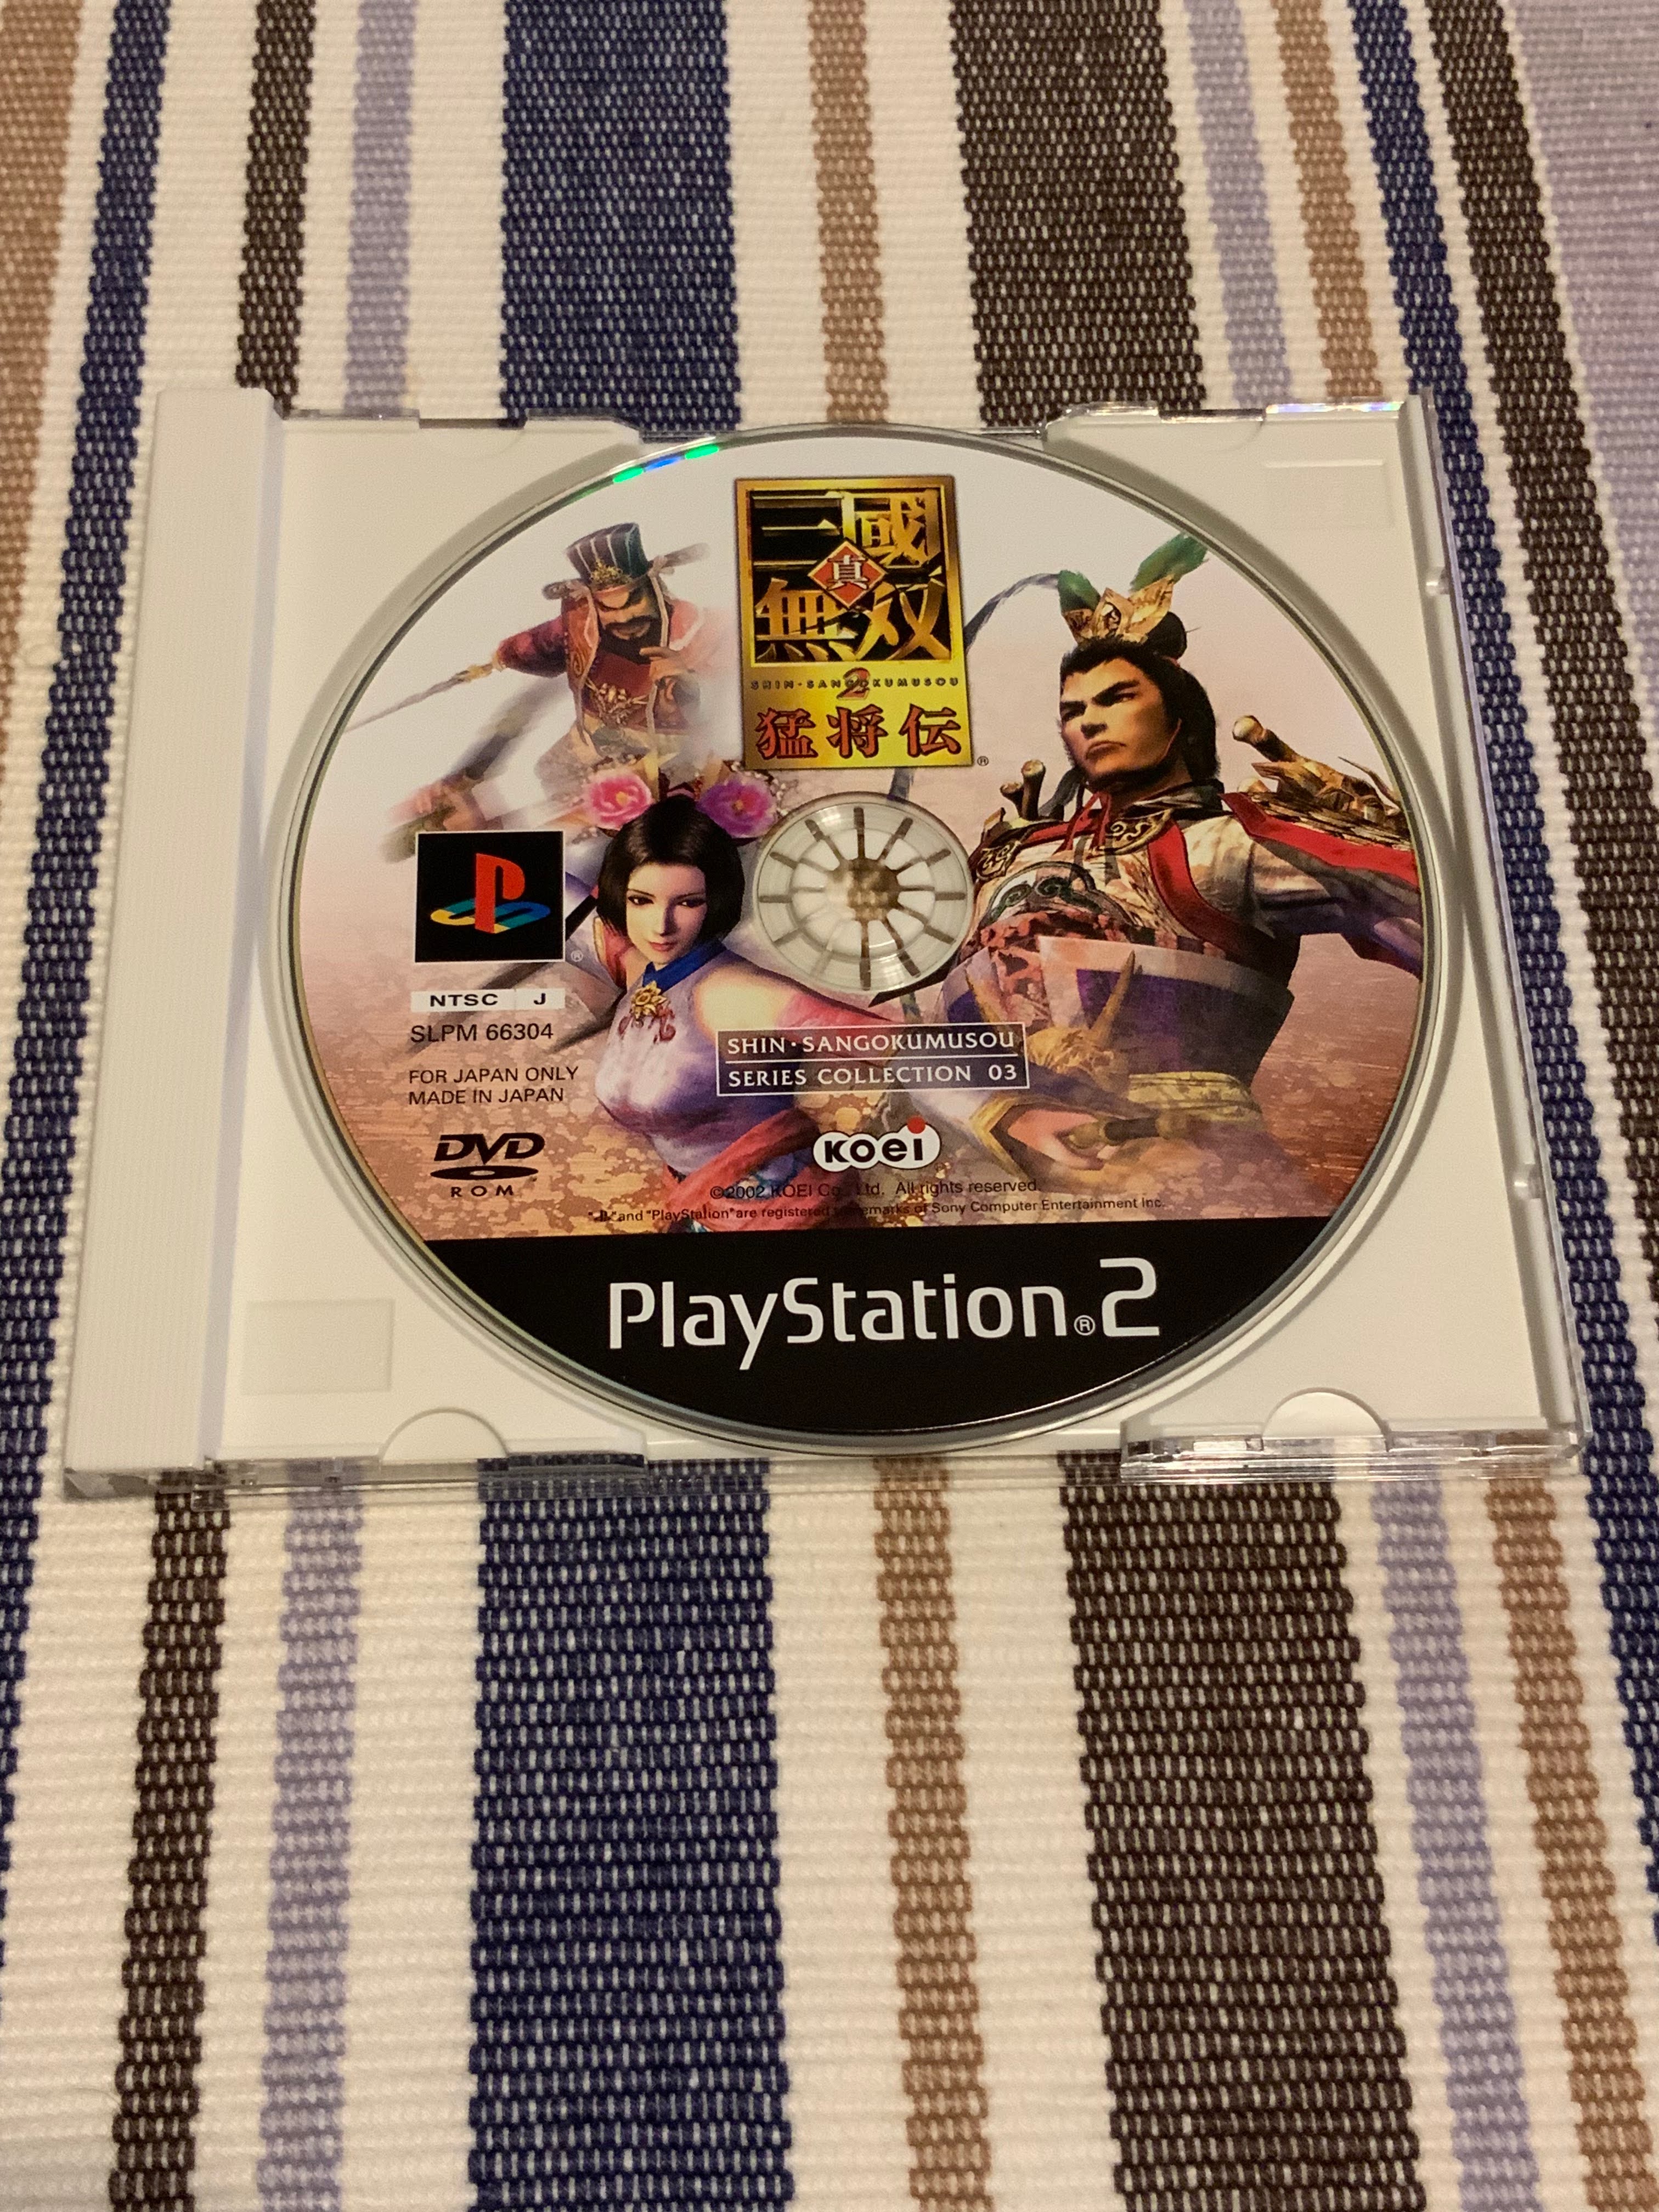 三國
真
無双
2
SHIN・SANGOKUMUSOU
猛将伝
®
®
NTSC J
SLPM 66304
FOR JAPAN ONLY
MADE IN JAPAN
SHIN・SANGOKUMUSOU
SERIES COLLECTION 03
DVD
ROM
KOEI
©2002 KOEI Co., Ltd. All rights reserved.
" " and "PlayStation" are registered trademarks of Sony Computer Entertainment Inc.
PlayStation®2